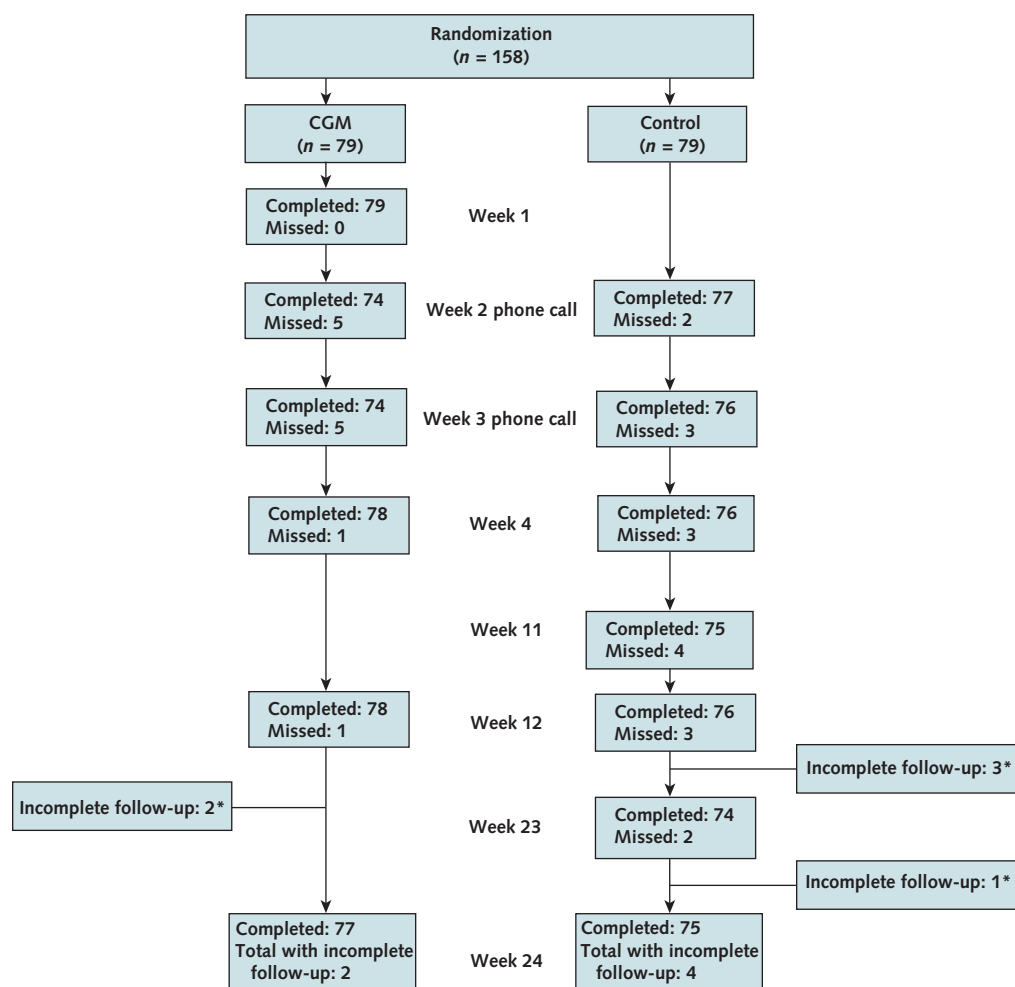 Randomization
(n = 158)
CGM
(n = 79)
Control
(n = 79)
Completed: 79
Missed: 0
Week 1
Completed: 74
Missed: 5
Week 2 phone call
Completed: 77
Missed: 2
Completed: 74
Missed: 5
Week 3 phone call
Completed: 76
Missed: 3
Completed: 78
Missed: 1
Week 4
Completed: 76
Missed: 3
Week 11
Completed: 75
Missed: 4
Completed: 78
Missed: 1
Week 12
Completed: 76
Missed: 3
Incomplete follow-up: 3*
Incomplete follow-up: 2*
Week 23
Completed: 74
Missed: 2
Incomplete follow-up: 1*
Completed: 77
Total with incomplete
follow-up: 2
Week 24
Completed: 75
Total with incomplete
follow-up: 4